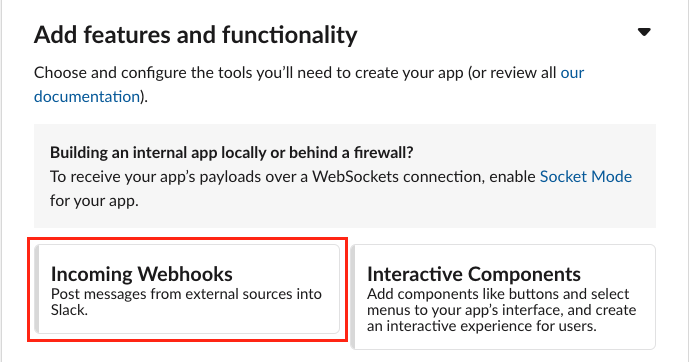 Add features and functionality
Choose and configure the tools you’ll need to create your app (or review all our
documentation).
Building an internal app locally or behind a firewall?
To receive your app’s payloads over a WebSockets connection, enable Socket Mode
for your app.
Incoming Webhooks
Post messages from external sources into
Slack.
Interactive Components
Add components like buttons and select
menus to your app’s interface, and create
an interactive experience for users.